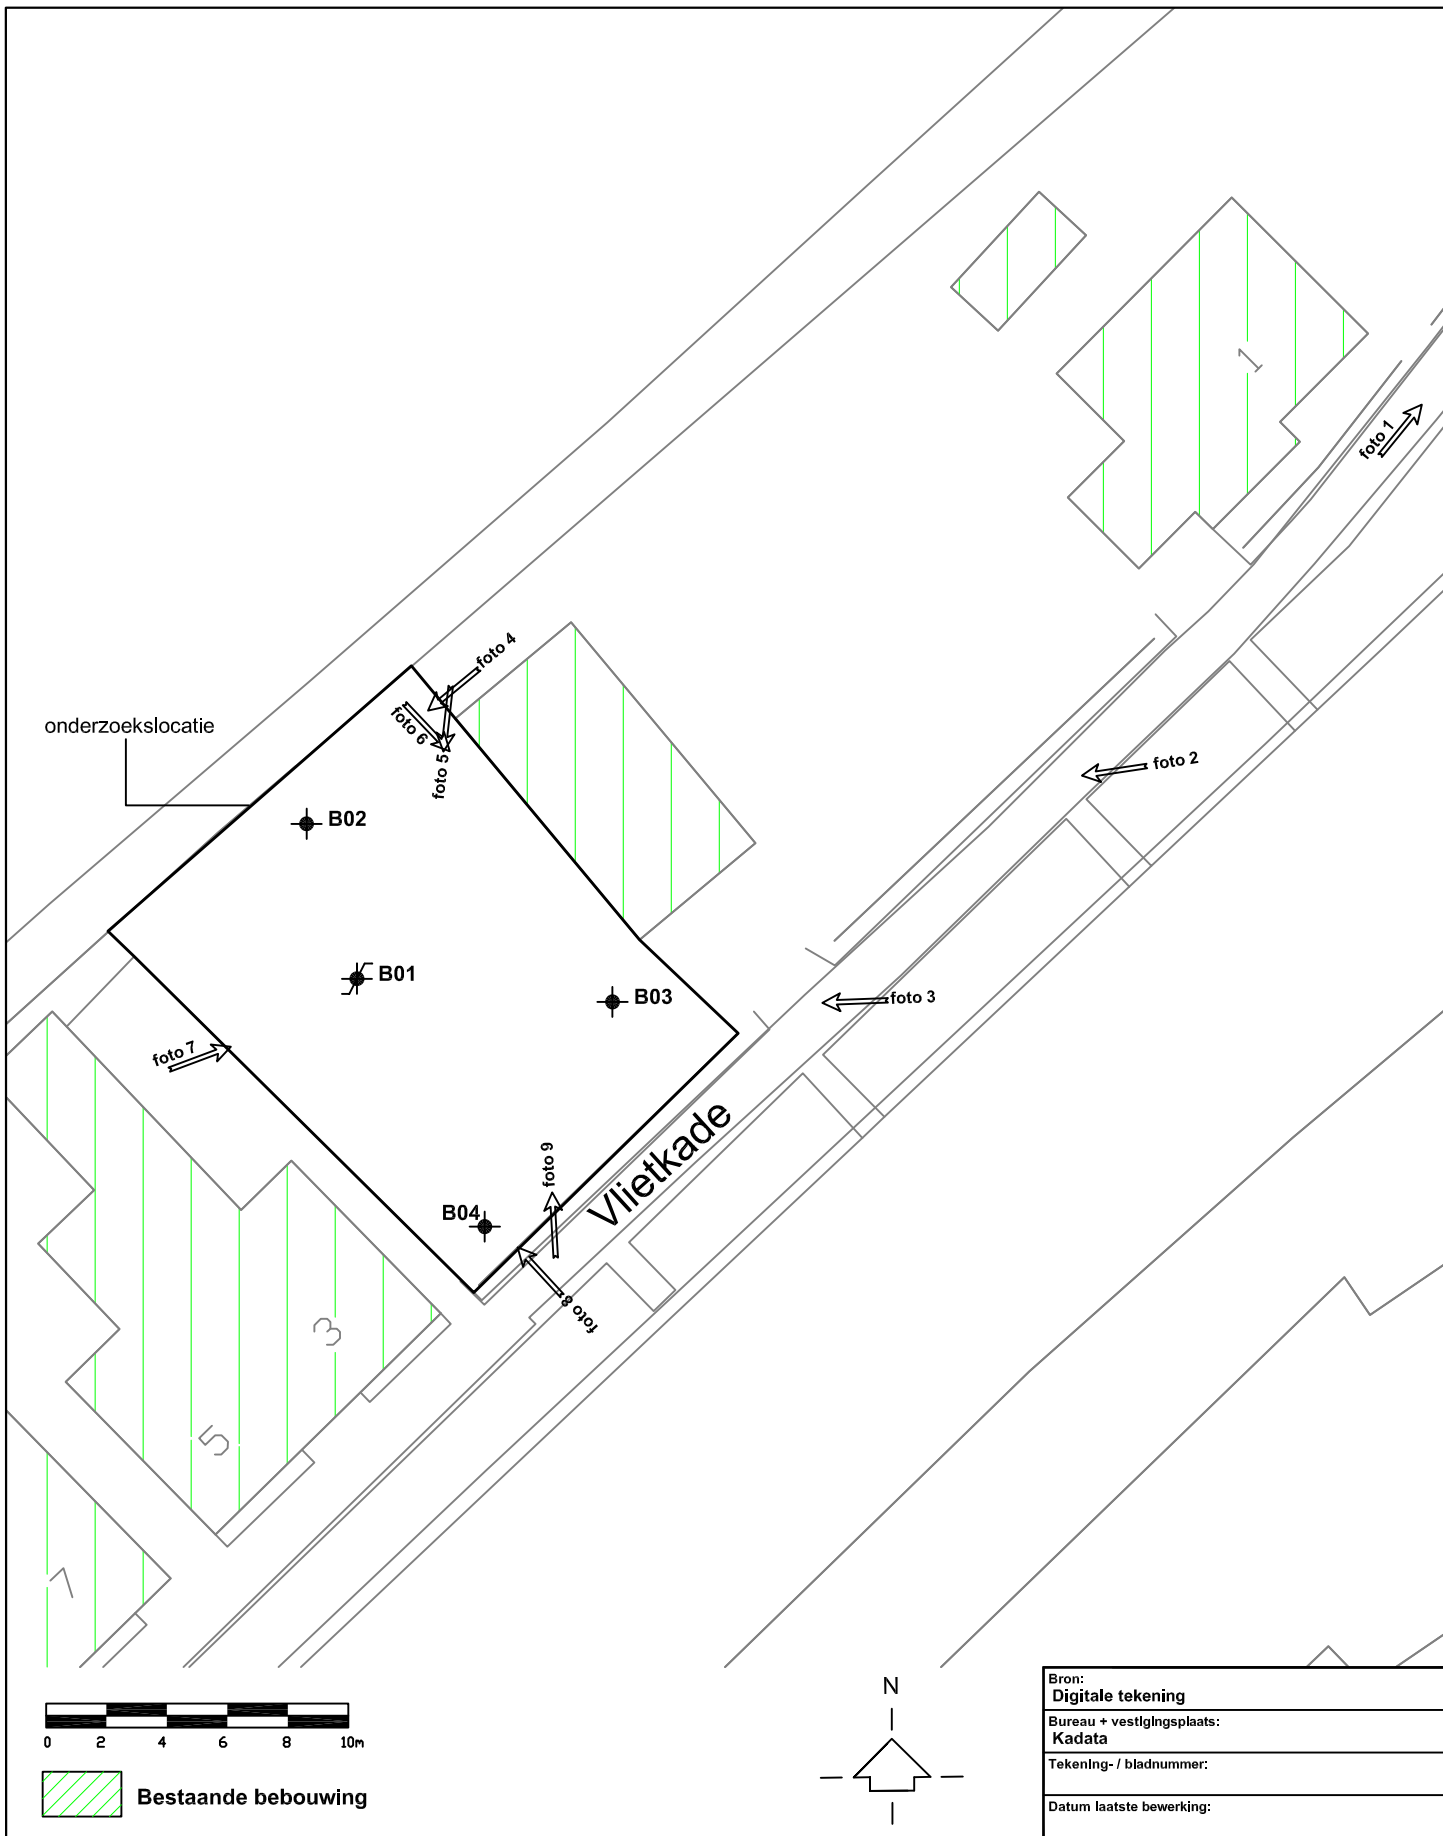 1
foto 1
foto 4
foto 6
foto 5
onderzoekslocatie
foto 2
B02
B01
B03
foto 3
foto 7
Vlietkade
foto 9
B04
foto 8
3
5
7
N
0 2 4 6 8 10m
Bestaande bebouwing
Bron:
Digitale tekening
Bureau + vestigingsplaats:
Kadata
Tekening- / bladnummer:
Datum laatste bewerking: